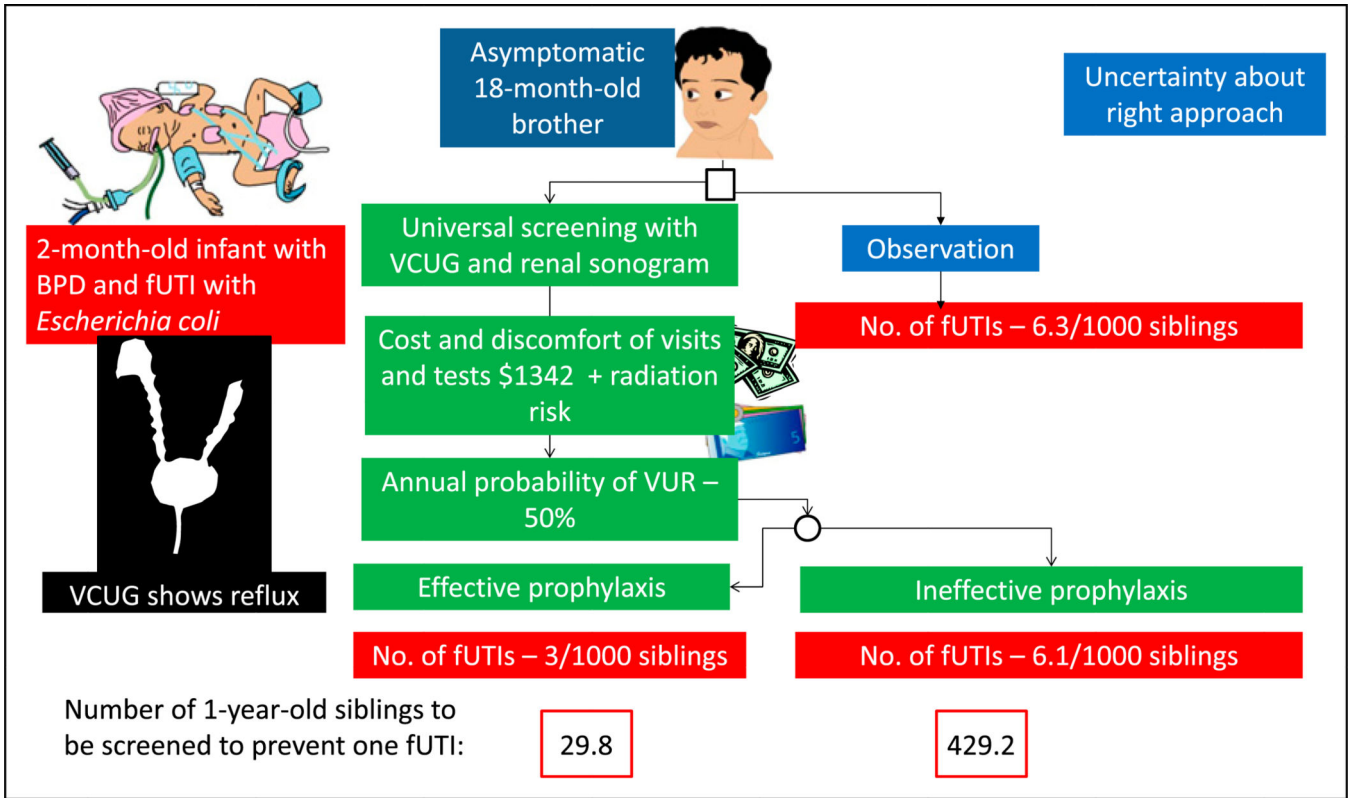 Asymptomatic
18-month-old
brother
Uncertainty about
right approach
2-month-old infant with
BPD and fUTI with
Escherichia coli
VCUG shows reflux
Universal screening with
VCUG and renal sonogram
Observation
No. of fUTIs – 6.3/1000 siblings
Cost and discomfort of visits
and tests $1342 + radiation
risk
5
Annual probability of VUR –
50%
Effective prophylaxis
Ineffective prophylaxis
No. of fUTIs – 3/1000 siblings
No. of fUTIs – 6.1/1000 siblings
Number of 1-year-old siblings to
be screened to prevent one fUTI:
29.8
429.2